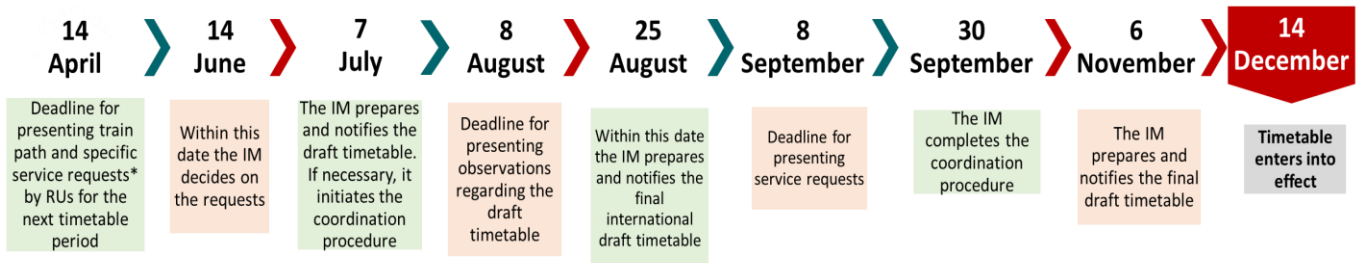 14
April
14
June
7
July
8
August
25
August
8
September
30
September
6
November
14
December
Deadline for
presenting train
path and specific
service requests*
by RUs for the
next timetable
period
Within this
date the IM
decides on
the requests
The IM prepares
and notifies the
draft timetable.
If necessary, it
initiates the
coordination
procedure
Deadline for
presenting
observations
regarding the
draft
timetable
Within this date
the IM prepares
and notifies the
final
international
draft timetable
Deadline for
presenting
service requests
The IM
completes the
coordination
procedure
The IM
prepares and
notifies the final
draft timetable
Timetable
enters into
effect